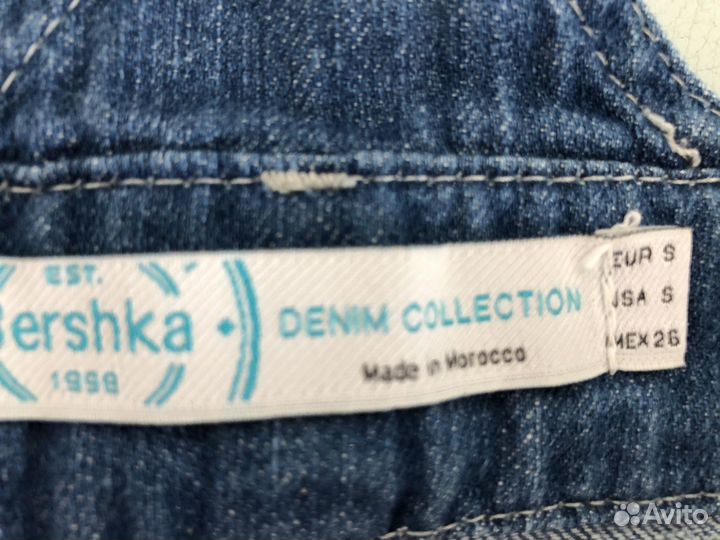 EST.
Bershka
1998
DENIM COLLECTION
Made in Morocco
EUR S
USA S
MEX 26
Avito